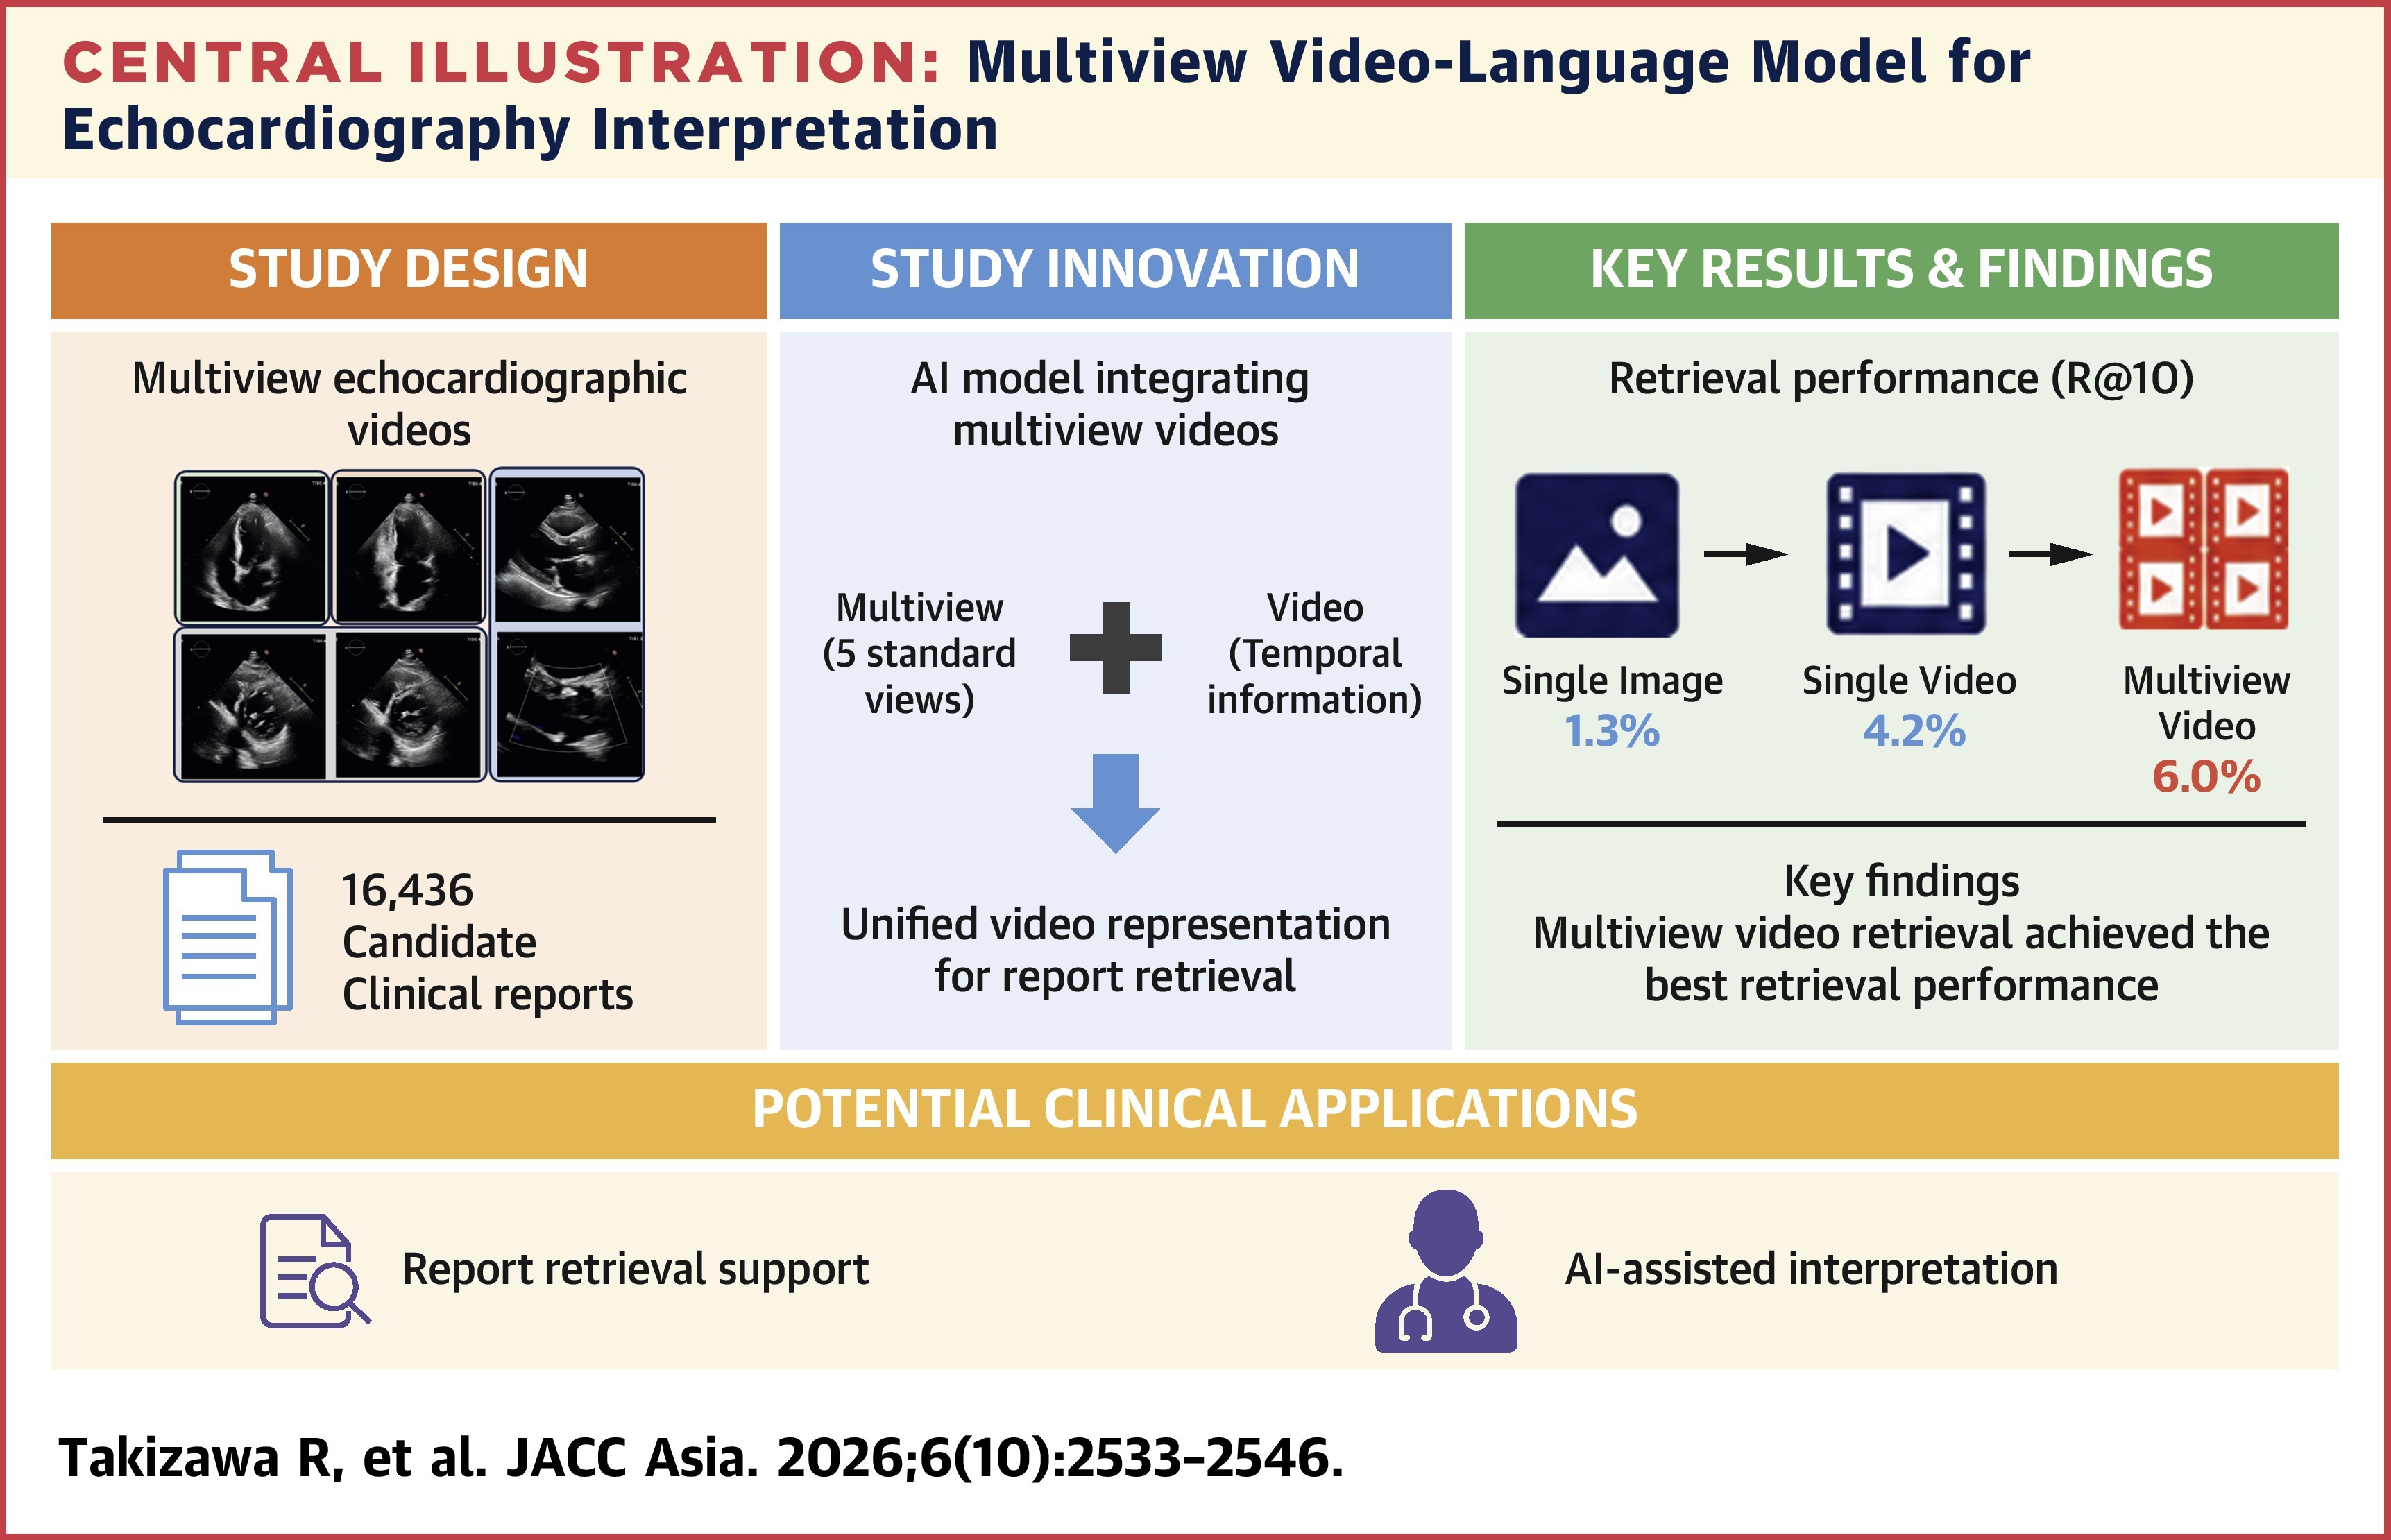 CENTRAL ILLUSTRATION: Multiview Video-Language Model for
Echocardiography Interpretation
STUDY DESIGN
Multiview echocardiographic
videos
16,436
Candidate
Clinical reports
STUDY INNOVATION
AI model integrating
multiview videos
Multiview
(5 standard
views)
Video
(Temporal
information)
Unified video representation
for report retrieval
KEY RESULTS & FINDINGS
Retrieval performance (R@10)
Single Image
1.3%
Single Video
4.2%
Multiview
Video
6.0%
Key findings
Multiview video retrieval achieved the
best retrieval performance
POTENTIAL CLINICAL APPLICATIONS
Report retrieval support
AI-assisted interpretation
Takizawa R, et al. JACC Asia. 2026;6(10):2533–2546.